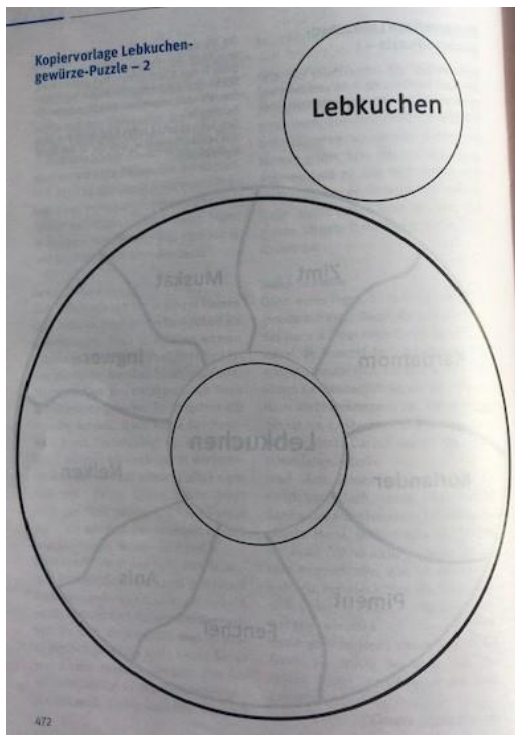 Kopiervorlage Lebkuchen-
gewürze-Puzzle – 2
Lebkuchen
Muskat
Zimt
Ingwer
Kardamom
Lebkuchen
Nelken
Koriander
Anis
Piment
Fenchel
472